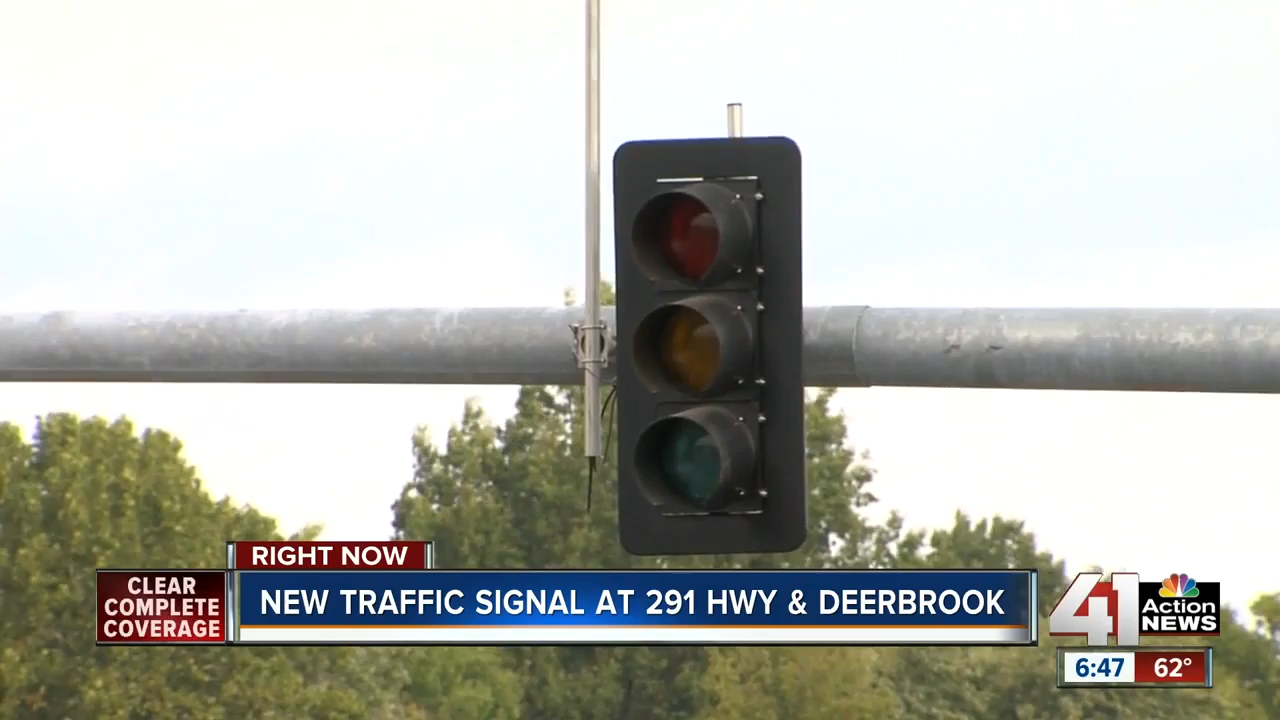 RIGHT NOW
CLEAR
COMPLETE
COVERAGE
NEW TRAFFIC SIGNAL AT 291 HWY & DEERBROOK
41
Action
NEWS
6:47
62°